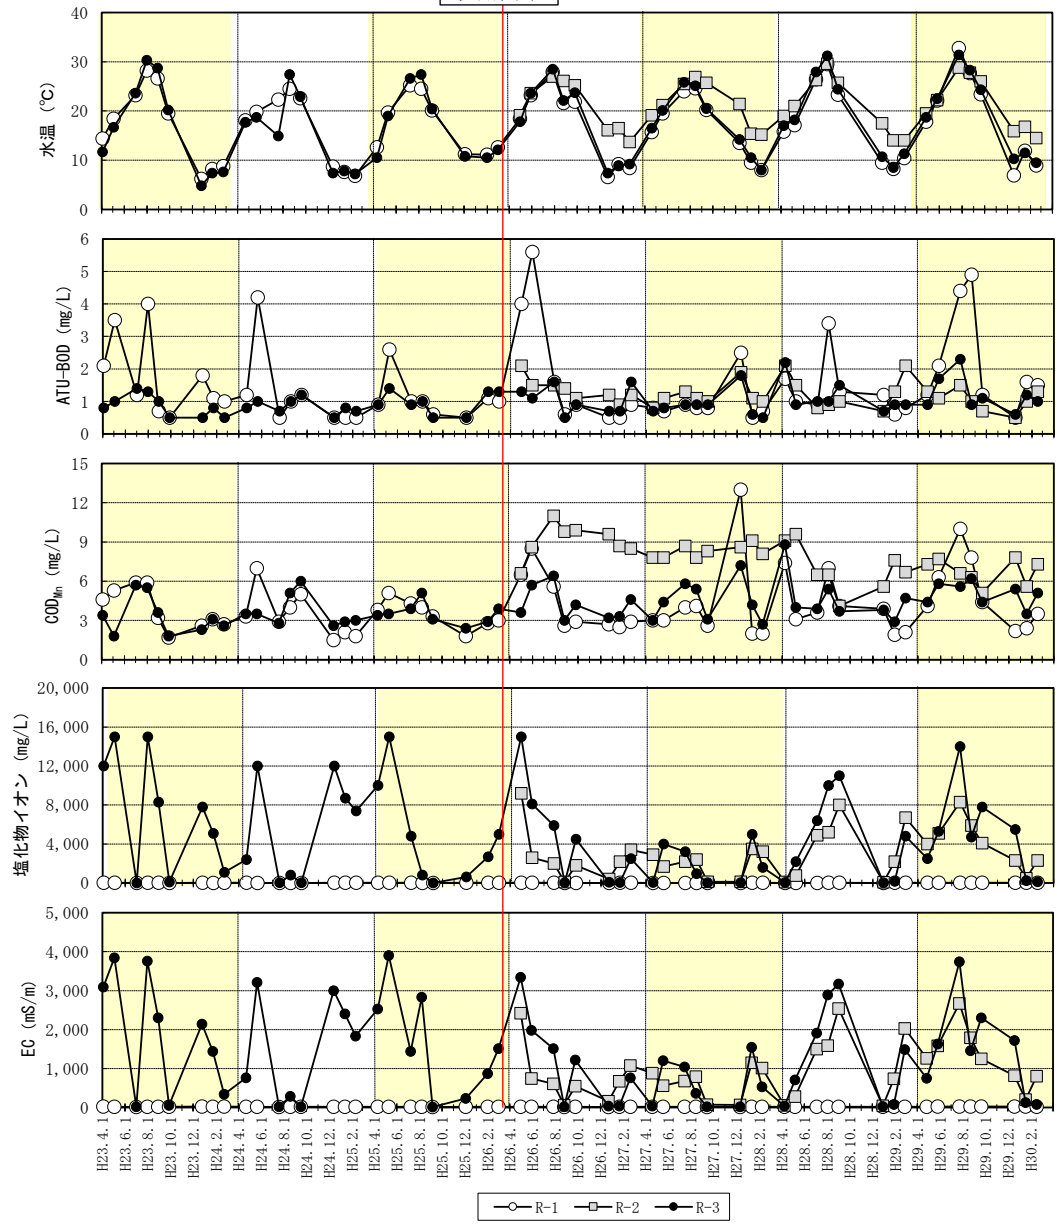 40
30
20
10
0
水温 (℃)
6
5
4
3
2
1
0
ATU-BOD (mg/L)
15
12
9
6
3
0
CODMn (mg/L)
20,000
16,000
12,000
8,000
4,000
0
塩化物イオン (mg/L)
5,000
4,000
3,000
2,000
1,000
0
EC (mS/m)
H23.4.1
H23.6.1
H23.8.1
H23.10.1
H23.12.1
H24.2.1
H24.4.1
H24.6.1
H24.8.1
H24.10.1
H24.12.1
H25.2.1
H25.4.1
H25.6.1
H25.8.1
H25.10.1
H25.12.1
H26.2.1
H26.4.1
H26.6.1
H26.8.1
H26.10.1
H26.12.1
H27.2.1
H27.4.1
H27.6.1
H27.8.1
H27.10.1
H27.12.1
H28.2.1
H28.4.1
H28.6.1
H28.8.1
H28.10.1
H28.12.1
H29.2.1
H29.4.1
H29.6.1
H29.8.1
H29.10.1
H29.12.1
H30.2.1
R-1 R-2 R-3